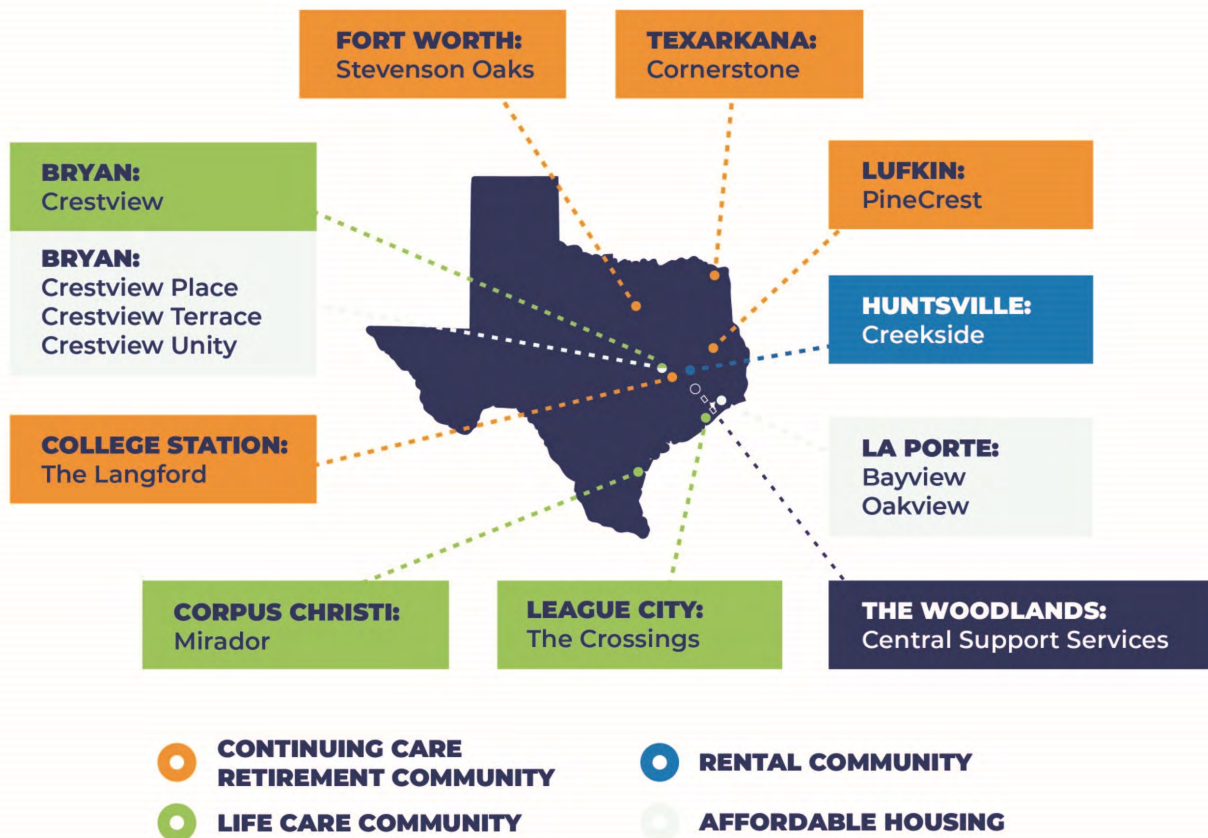 FORT WORTH:
Stevenson Oaks
TEXARKANA:
Cornerstone
BRYAN:
Crestview
LUFKIN:
PineCrest
BRYAN:
Crestview Place
Crestview Terrace
Crestview Unity
HUNTSVILLE:
Creekside
COLLEGE STATION:
The Langford
LA PORTE:
Bayview
Oakview
CORPUS CHRISTI:
Mirador
LEAGUE CITY:
The Crossings
THE WOODLANDS:
Central Support Services
CONTINUING CARE
RETIREMENT COMMUNITY
RENTAL COMMUNITY
LIFE CARE COMMUNITY
AFFORDABLE HOUSING